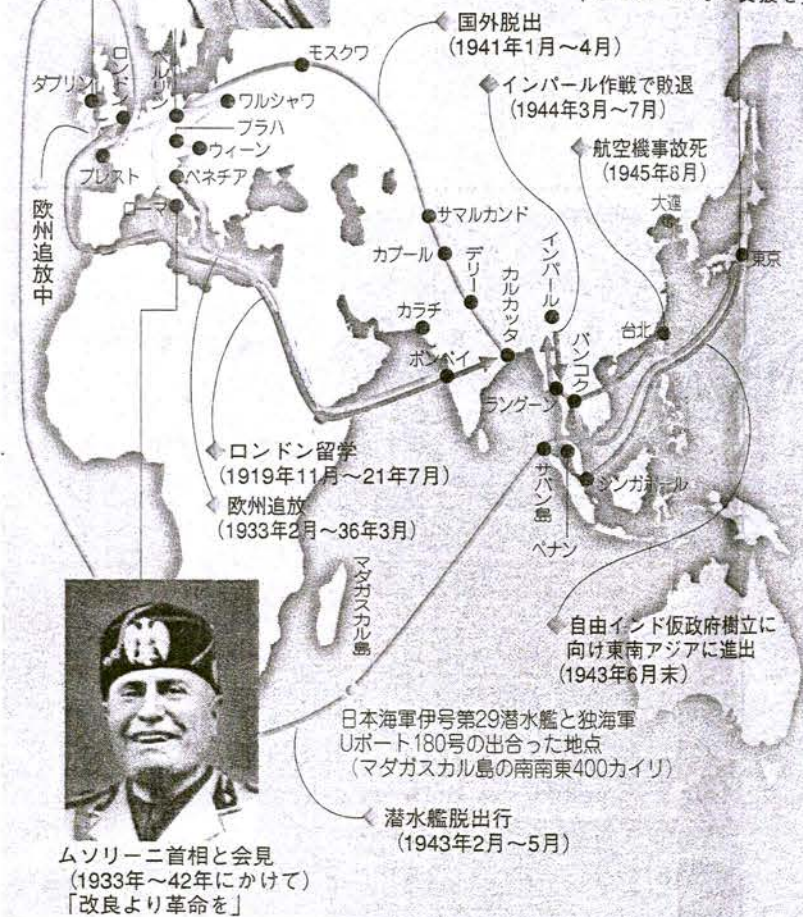 国外脱出
(1941年1月〜4月)
インパール作戦で敗退
(1944年3月〜7月)
航空機事故死
(1945年8月)
モスクワ
ロンドン
ベルリン
ダブリン
ワルシャワ
プラハ
ウィーン
ブレスト
ベネチア
ローマ
欧州追放中
サマルカンド
カブール
デリー
カラチ
カルカッタ
ボンベイ
インパール
バンコク
ラングーン
大連
東京
台北
シンガポール
サバン島
ペナン
ロンドン留学
(1919年11月〜21年7月)
欧州追放
(1933年2月〜36年3月)
マダガスカル島
自由インド仮政府樹立に
向け東南アジアに進出
(1943年6月末)
日本海軍伊号第29潜水艦と独海軍
Uボート180号の出合った地点
(マダガスカル島の南南東400カイリ)
潜水艦脱出行
(1943年2月〜5月)
ムソリーニ首相と会見
(1933年〜42年にかけて)
「改良より革命を」